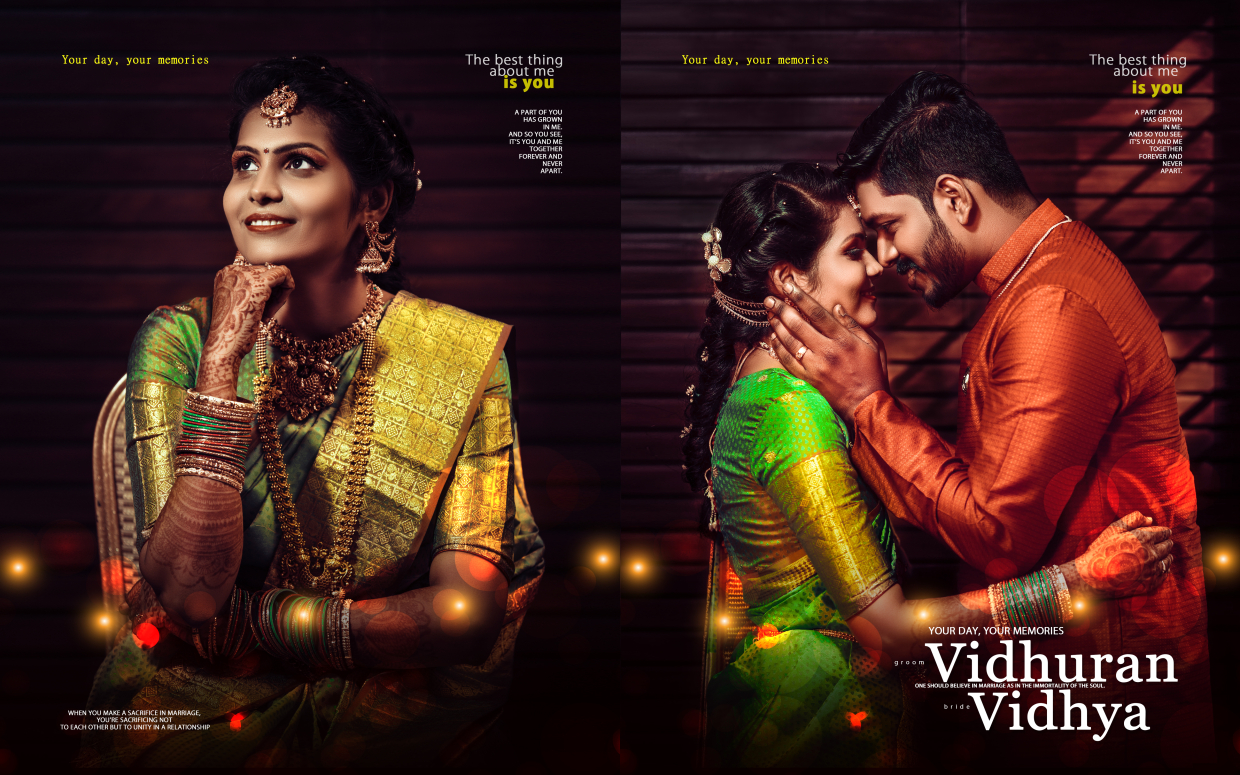 Your day, your memories
The best thing
about me
is you
A PART OF YOU
HAS GROWN
IN ME.
AND SO YOU SEE,
IT'S YOU AND ME
TOGETHER
FOREVER AND
NEVER
APART.
WHEN YOU MAKE A SACRIFICE IN MARRIAGE,
YOU'RE SACRIFICING NOT
TO EACH OTHER BUT TO UNITY IN A RELATIONSHIP
Your day, your memories
The best thing
about me
is you
A PART OF YOU
HAS GROWN
IN ME.
AND SO YOU SEE,
IT'S YOU AND ME
TOGETHER
FOREVER AND
NEVER
APART.
YOUR DAY, YOUR MEMORIES
groom Vidhuran
ONE SHOULD BELIEVE IN MARRIAGE AS IN THE IMMORTALITY OF THE SOUL.
bride Vidhya